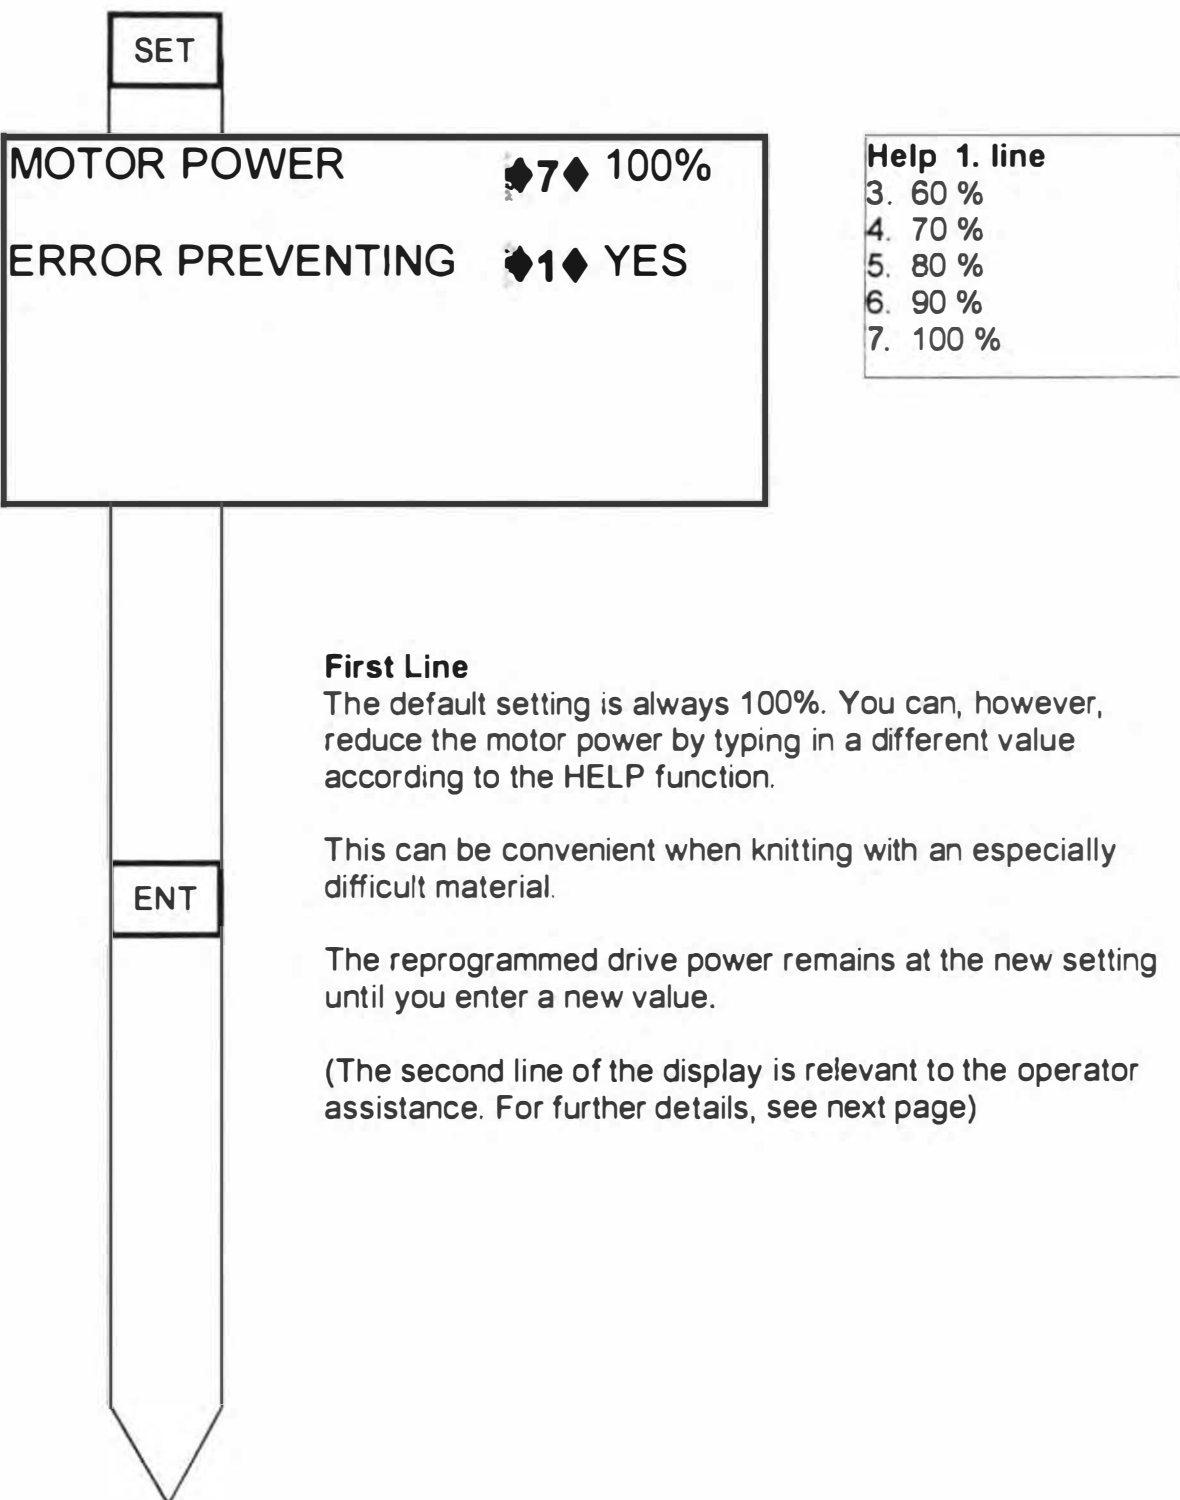 SET
MOTOR POWER ♦7♦ 100%
ERROR PREVENTING ♦1♦ YES
Help 1. line
3. 60 %
4. 70 %
5. 80 %
6. 90 %
7. 100 %
First Line
The default setting is always 100%. You can, however,
reduce the motor power by typing in a different value
according to the HELP function.
This can be convenient when knitting with an especially
difficult material.
ENT
The reprogrammed drive power remains at the new setting
until you enter a new value.
(The second line of the display is relevant to the operator
assistance. For further details, see next page)